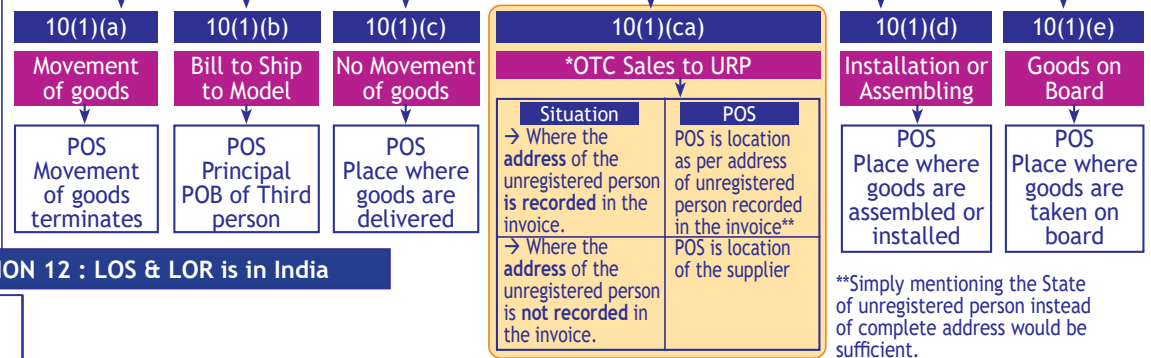 10(1)(a)
Movement
of goods
POS
Movement
of goods
terminates
10(1)(b)
Bill to Ship
to Model
POS
Principal
POB of Third
person
10(1)(c)
No Movement
of goods
POS
Place where
goods are
delivered
10(1)(ca)
*OTC Sales to URP
Situation
→ Where the
address of the
unregistered person
is recorded in the
invoice.
POS
POS is location
as per address
of unregistered
person recorded
in the invoice**
→ Where the
address of the
unregistered person
is not recorded in
the invoice.
POS is location
of the supplier
10(1)(d)
Installation or
Assembling
POS
Place where
goods are
assembled or
installed
10(1)(e)
Goods on
Board
POS
Place where
goods are
taken on
board
**Simply mentioning the State
of unregistered person instead
of complete address would be
sufficient.
ION 12 : LOS & LOR is in India